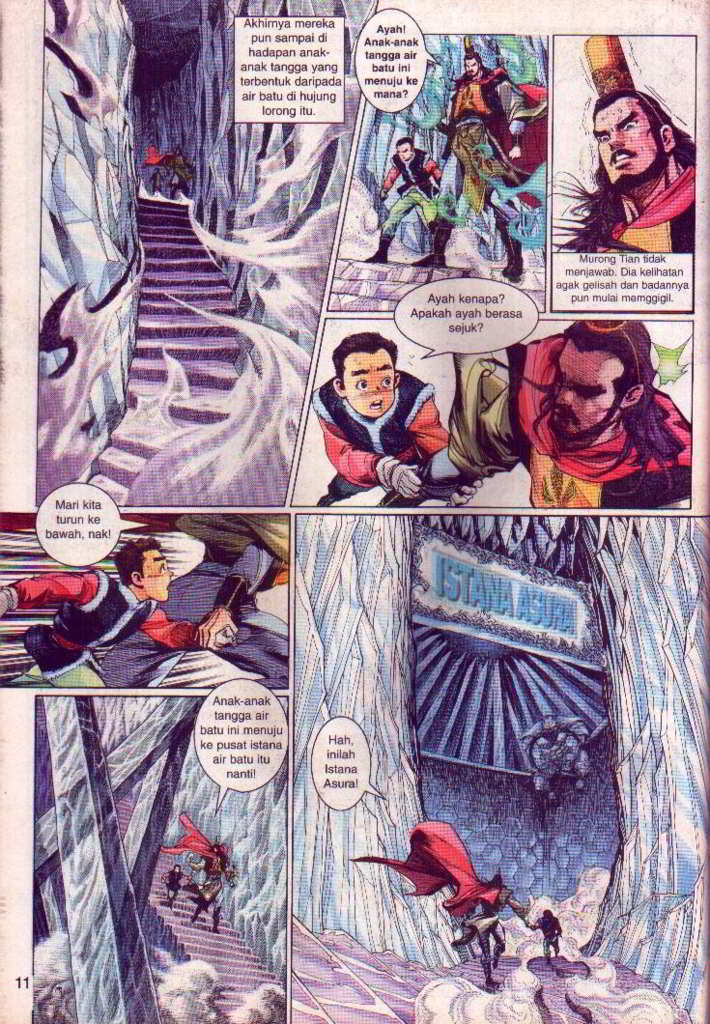 Akhirnya mereka
pun sampai di
hadapan anak-
anak tangga yang
terbentuk daripada
air batu di hujung
lorong itu.
Ayah!
Anak-anak
tangga air
batu ini
menuju ke
mana?
Murong Tian tidak
menjawab. Dia kelihatan
agak gelisah dan badannya
pun mulai memggigil.
Ayah kenapa?
Apakah ayah berasa
sejuk?
Mari kita
turun ke
bawah, nak!
Anak-anak
tangga air
batu ini menuju
ke pusat istana
air batu itu
nanti!
ISTANA ASURA
Hah,
inilah
Istana
Asura!
11